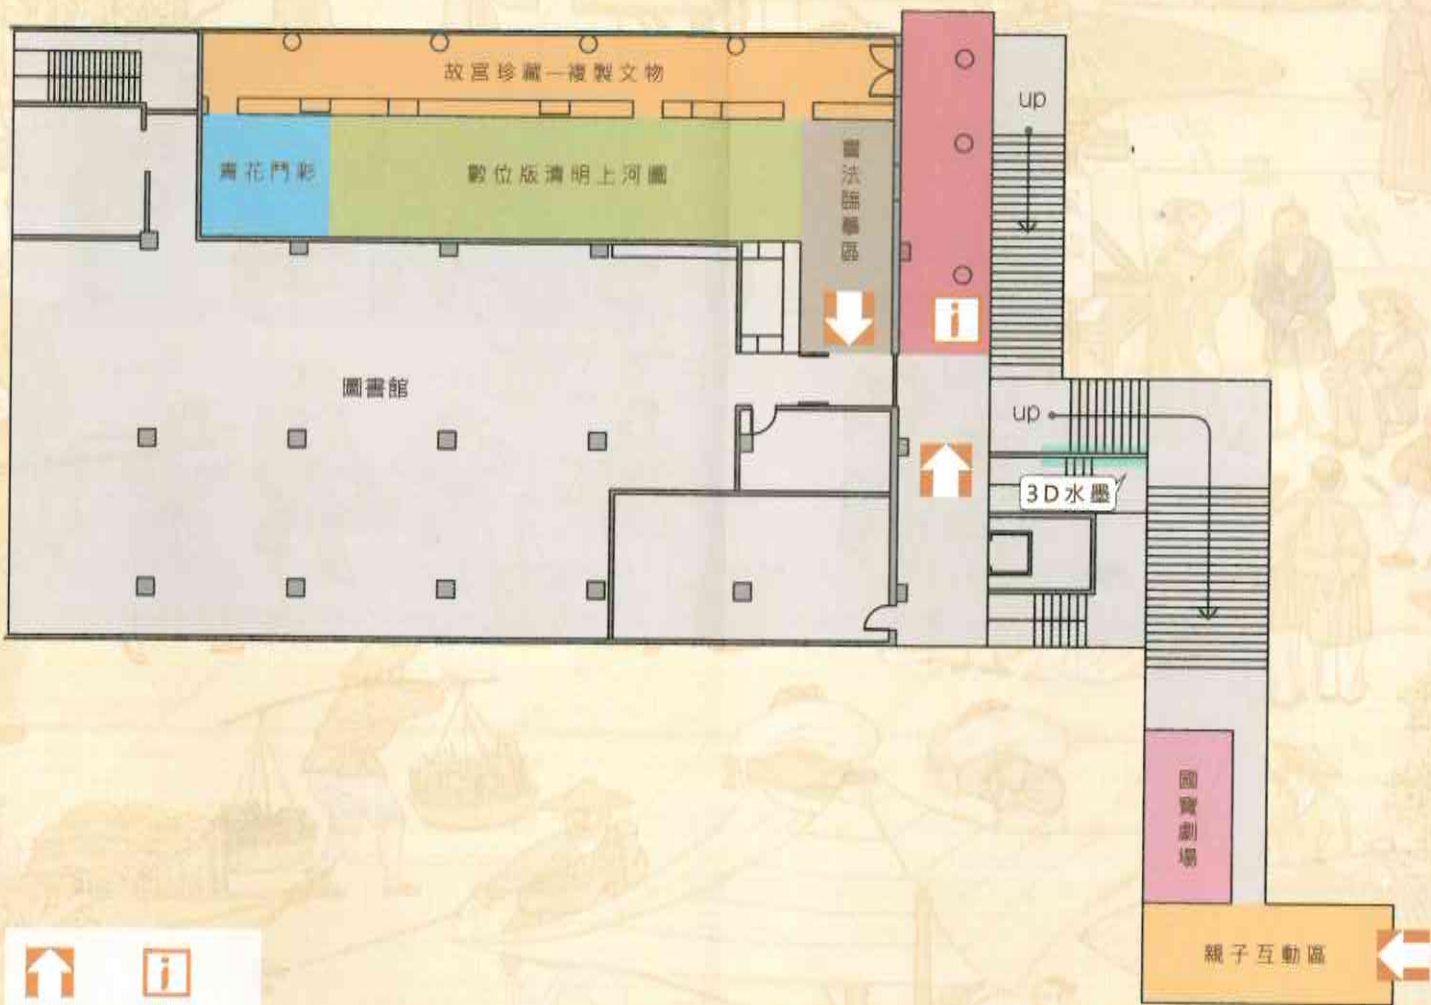 故宮珍藏—複製文物
up
青花鬥彩
數位版清明上河圖
書法臨摹區
i
圖書館
up
3D水墨
國寶劇場
親子互動區
i